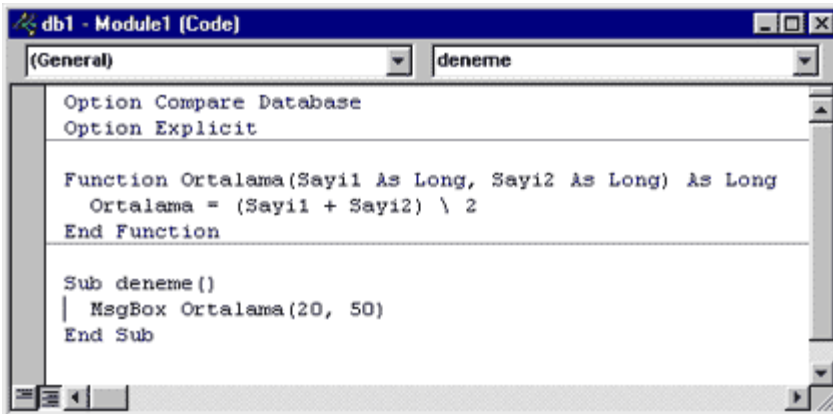 db1 - Module1 (Code)
(General) deneme
Option Compare Database
Option Explicit
Function Ortalama(Sayi1 As Long, Sayi2 As Long) As Long
Ortalama = (Sayi1 + Sayi2) \ 2
End Function
Sub deneme()
MsgBox Ortalama(20, 50)
End Sub